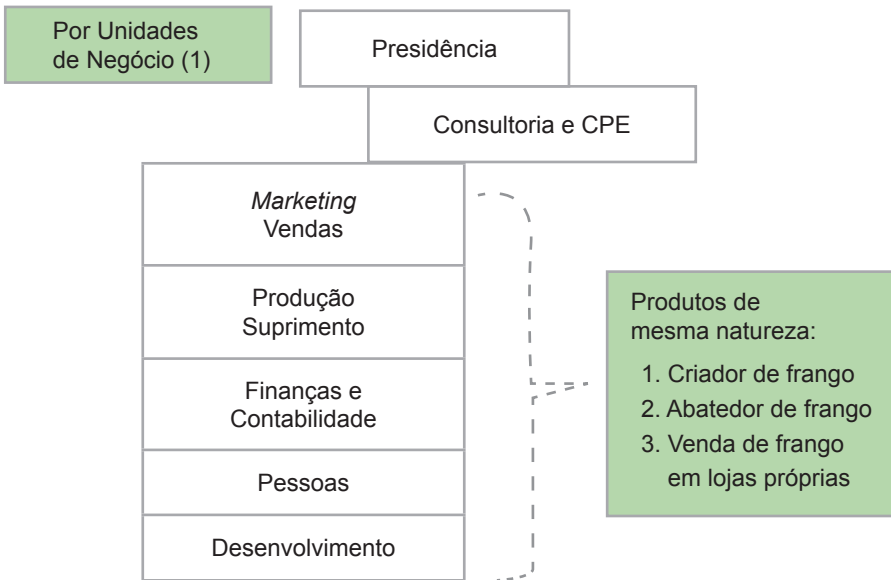 Por Unidades
de Negócio (1)
Presidência
Consultoria e CPE
Marketing
Vendas
Produção
Suprimento
Finanças e
Contabilidade
Pessoas
Desenvolvimento
Produtos de
mesma natureza:
1. Criador de frango
2. Abatedor de frango
3. Venda de frango
em lojas próprias